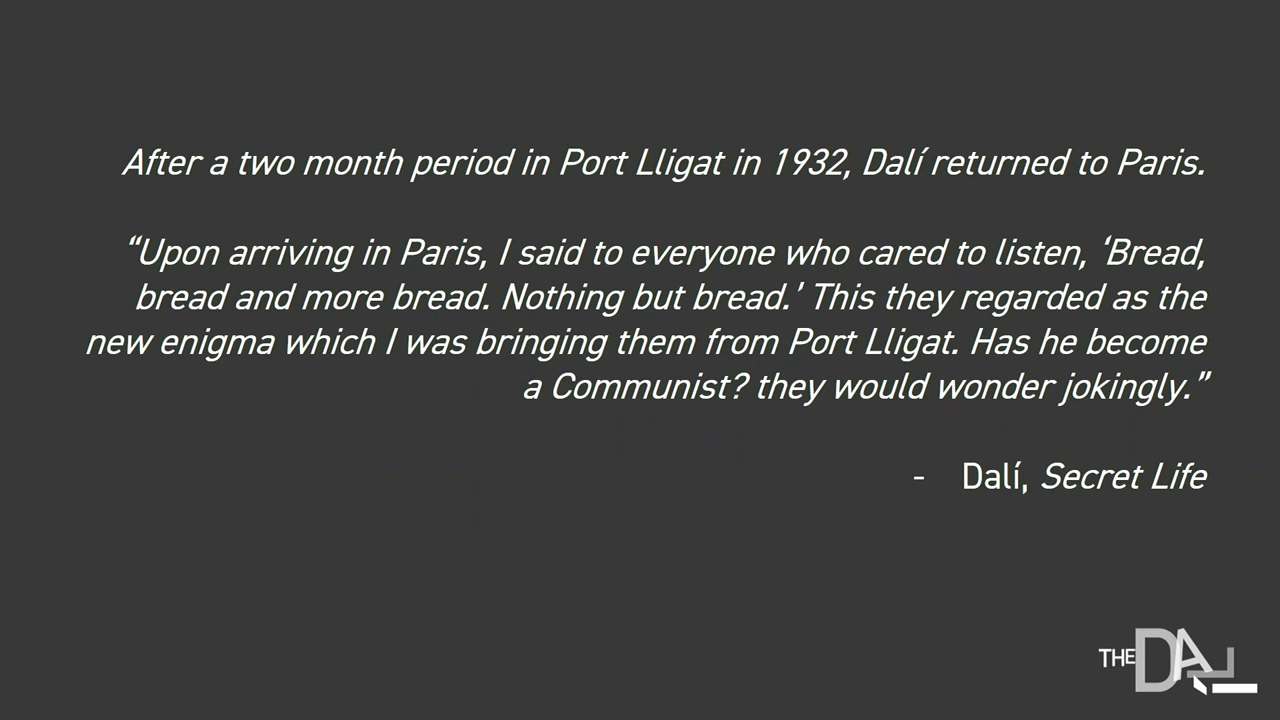 After a two month period in Port Lligat in 1932, Dalí returned to Paris.
“Upon arriving in Paris, I said to everyone who cared to listen, ‘Bread,
bread and more bread. Nothing but bread.’ This they regarded as the
new enigma which I was bringing them from Port Lligat. Has he become
a Communist? they would wonder jokingly.”
- Dalí, Secret Life
THE DALÍ